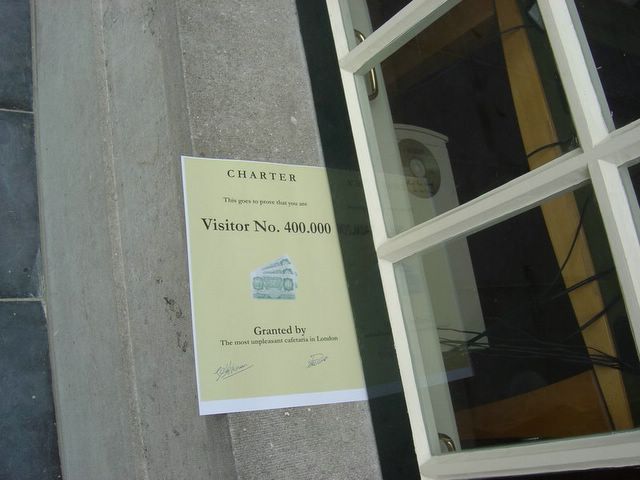 CHARTER
This goes to prove that you are
Visitor No. 400.000
Granted by
The most unpleasant cafetaria in London